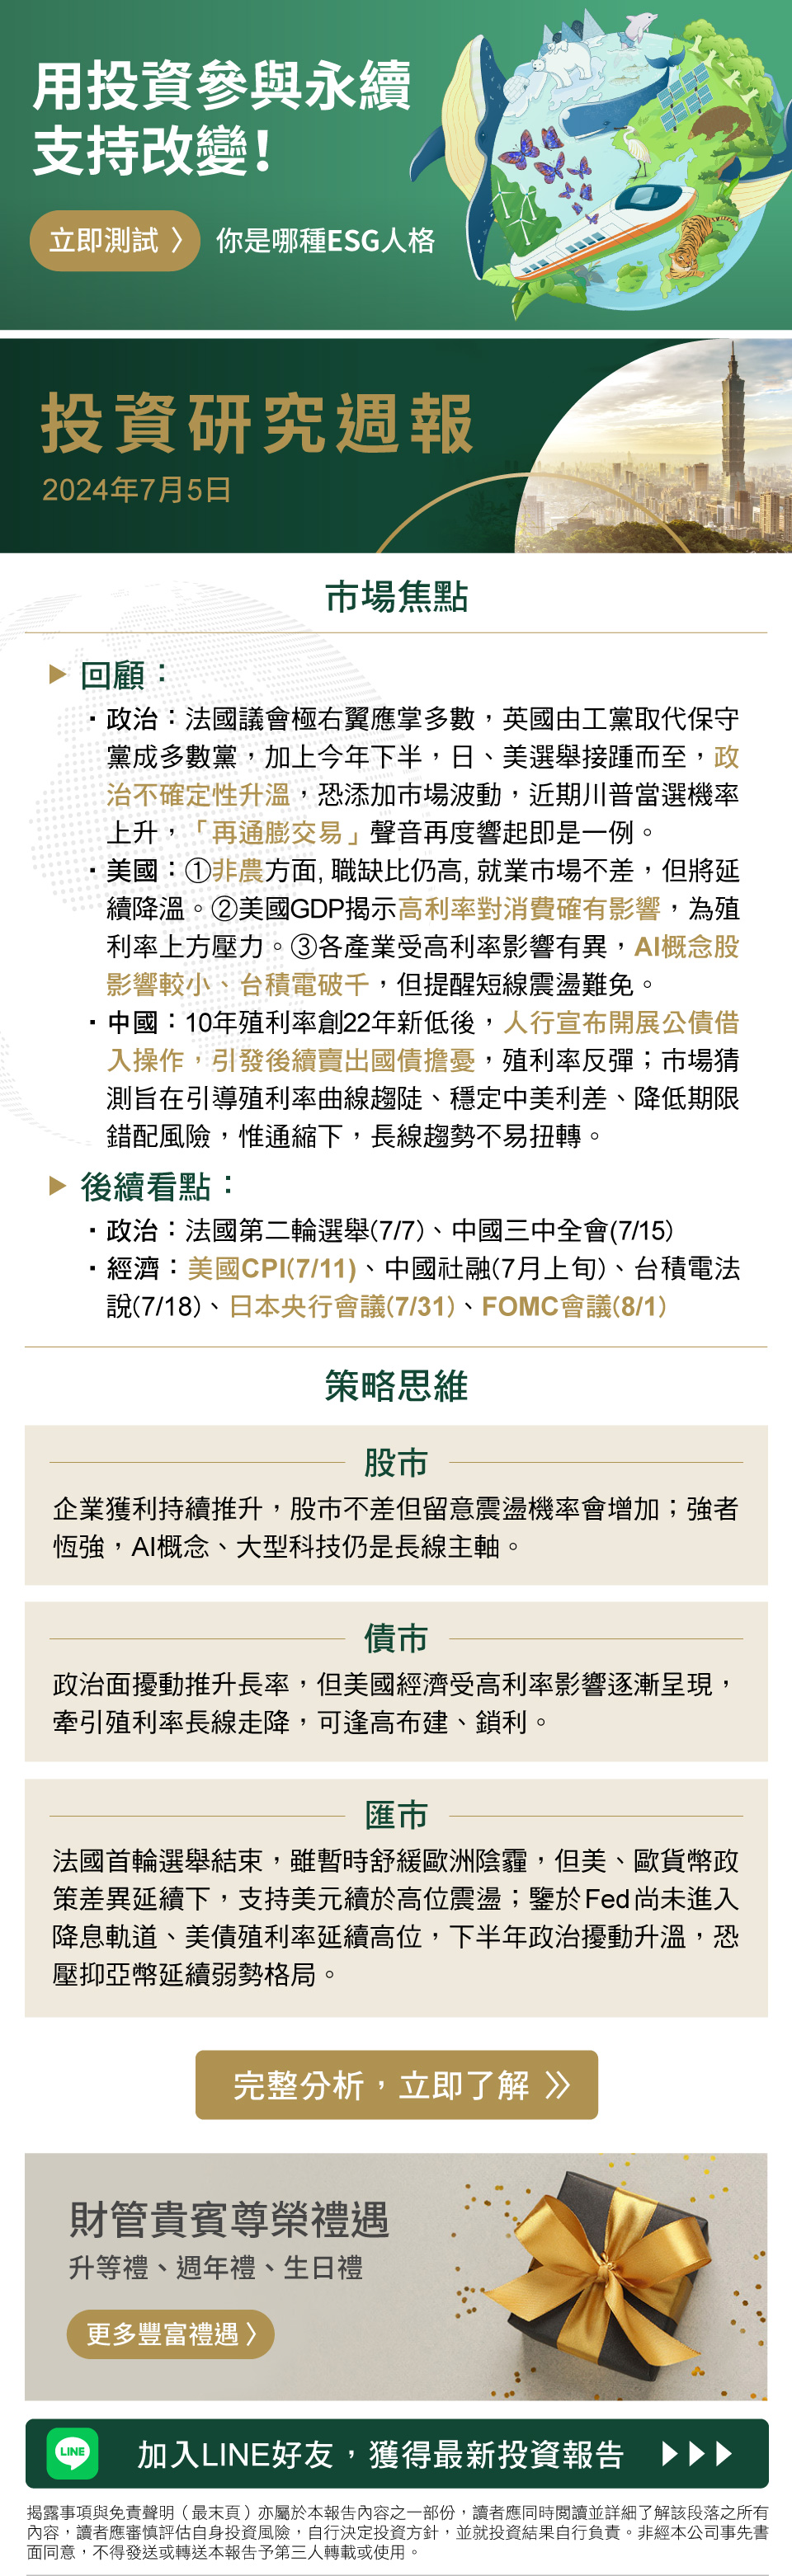 用投資參與永續
支持改變！
立即測試 〉 你是哪種ESG人格
投資研究週報
2024年7月5日
市場焦點
▶ 回顧：
・政治：法國議會極右翼應掌多數，英國由工黨取代保守
黨成多數黨，加上今年下半，日、美選舉接踵而至，政
治不確定性升溫，恐添加市場波動，近期川普當選機率
上升，「再通膨交易」聲音再度響起即是一例。
・美國：①非農方面, 職缺比仍高, 就業市場不差，但將延
續降溫。②美國GDP揭示高利率對消費確有影響，為殖
利率上方壓力。③各產業受高利率影響有異，AI概念股
影響較小、台積電破千，但提醒短線震盪難免。
・中國：10年殖利率創22年新低後，人行宣布開展公債借
入操作，引發後續賣出國債擔憂，殖利率反彈；市場猜
測旨在引導殖利率曲線趨陡、穩定中美利差、降低期限
錯配風險，惟通縮下，長線趨勢不易扭轉。
▶ 後續看點：
・政治：法國第二輪選舉(7/7)、中國三中全會(7/15)
・經濟：美國CPI(7/11)、中國社融(7月上旬)、台積電法
說(7/18)、日本央行會議(7/31)、FOMC會議(8/1)
策略思維
股市
企業獲利持續推升，股市不差但留意震盪機率會增加；強者
恆強，AI概念、大型科技仍是長線主軸。
債市
政治面擾動推升長率，但美國經濟受高利率影響逐漸呈現，
牽引殖利率長線走降，可逢高布建、鎖利。
匯市
法國首輪選舉結束，雖暫時舒緩歐洲陰霾，但美、歐貨幣政
策差異延續下，支持美元續於高位震盪；鑒於Fed尚未進入
降息軌道、美債殖利率延續高位，下半年政治擾動升溫，恐
壓抑亞幣延續弱勢格局。
完整分析，立即了解 》
財管貴賓尊榮禮遇
升等禮、週年禮、生日禮
更多豐富禮遇 〉
LINE 加入LINE好友，獲得最新投資報告 ▶▶▶
揭露事項與免責聲明（最末頁）亦屬於本報告內容之一部份，讀者應同時閱讀並詳細了解該段落之所有
內容，讀者應審慎評估自身投資風險，自行決定投資方針，並就投資結果自行負責。非經本公司事先書
面同意，不得發送或轉送本報告予第三人轉載或使用。